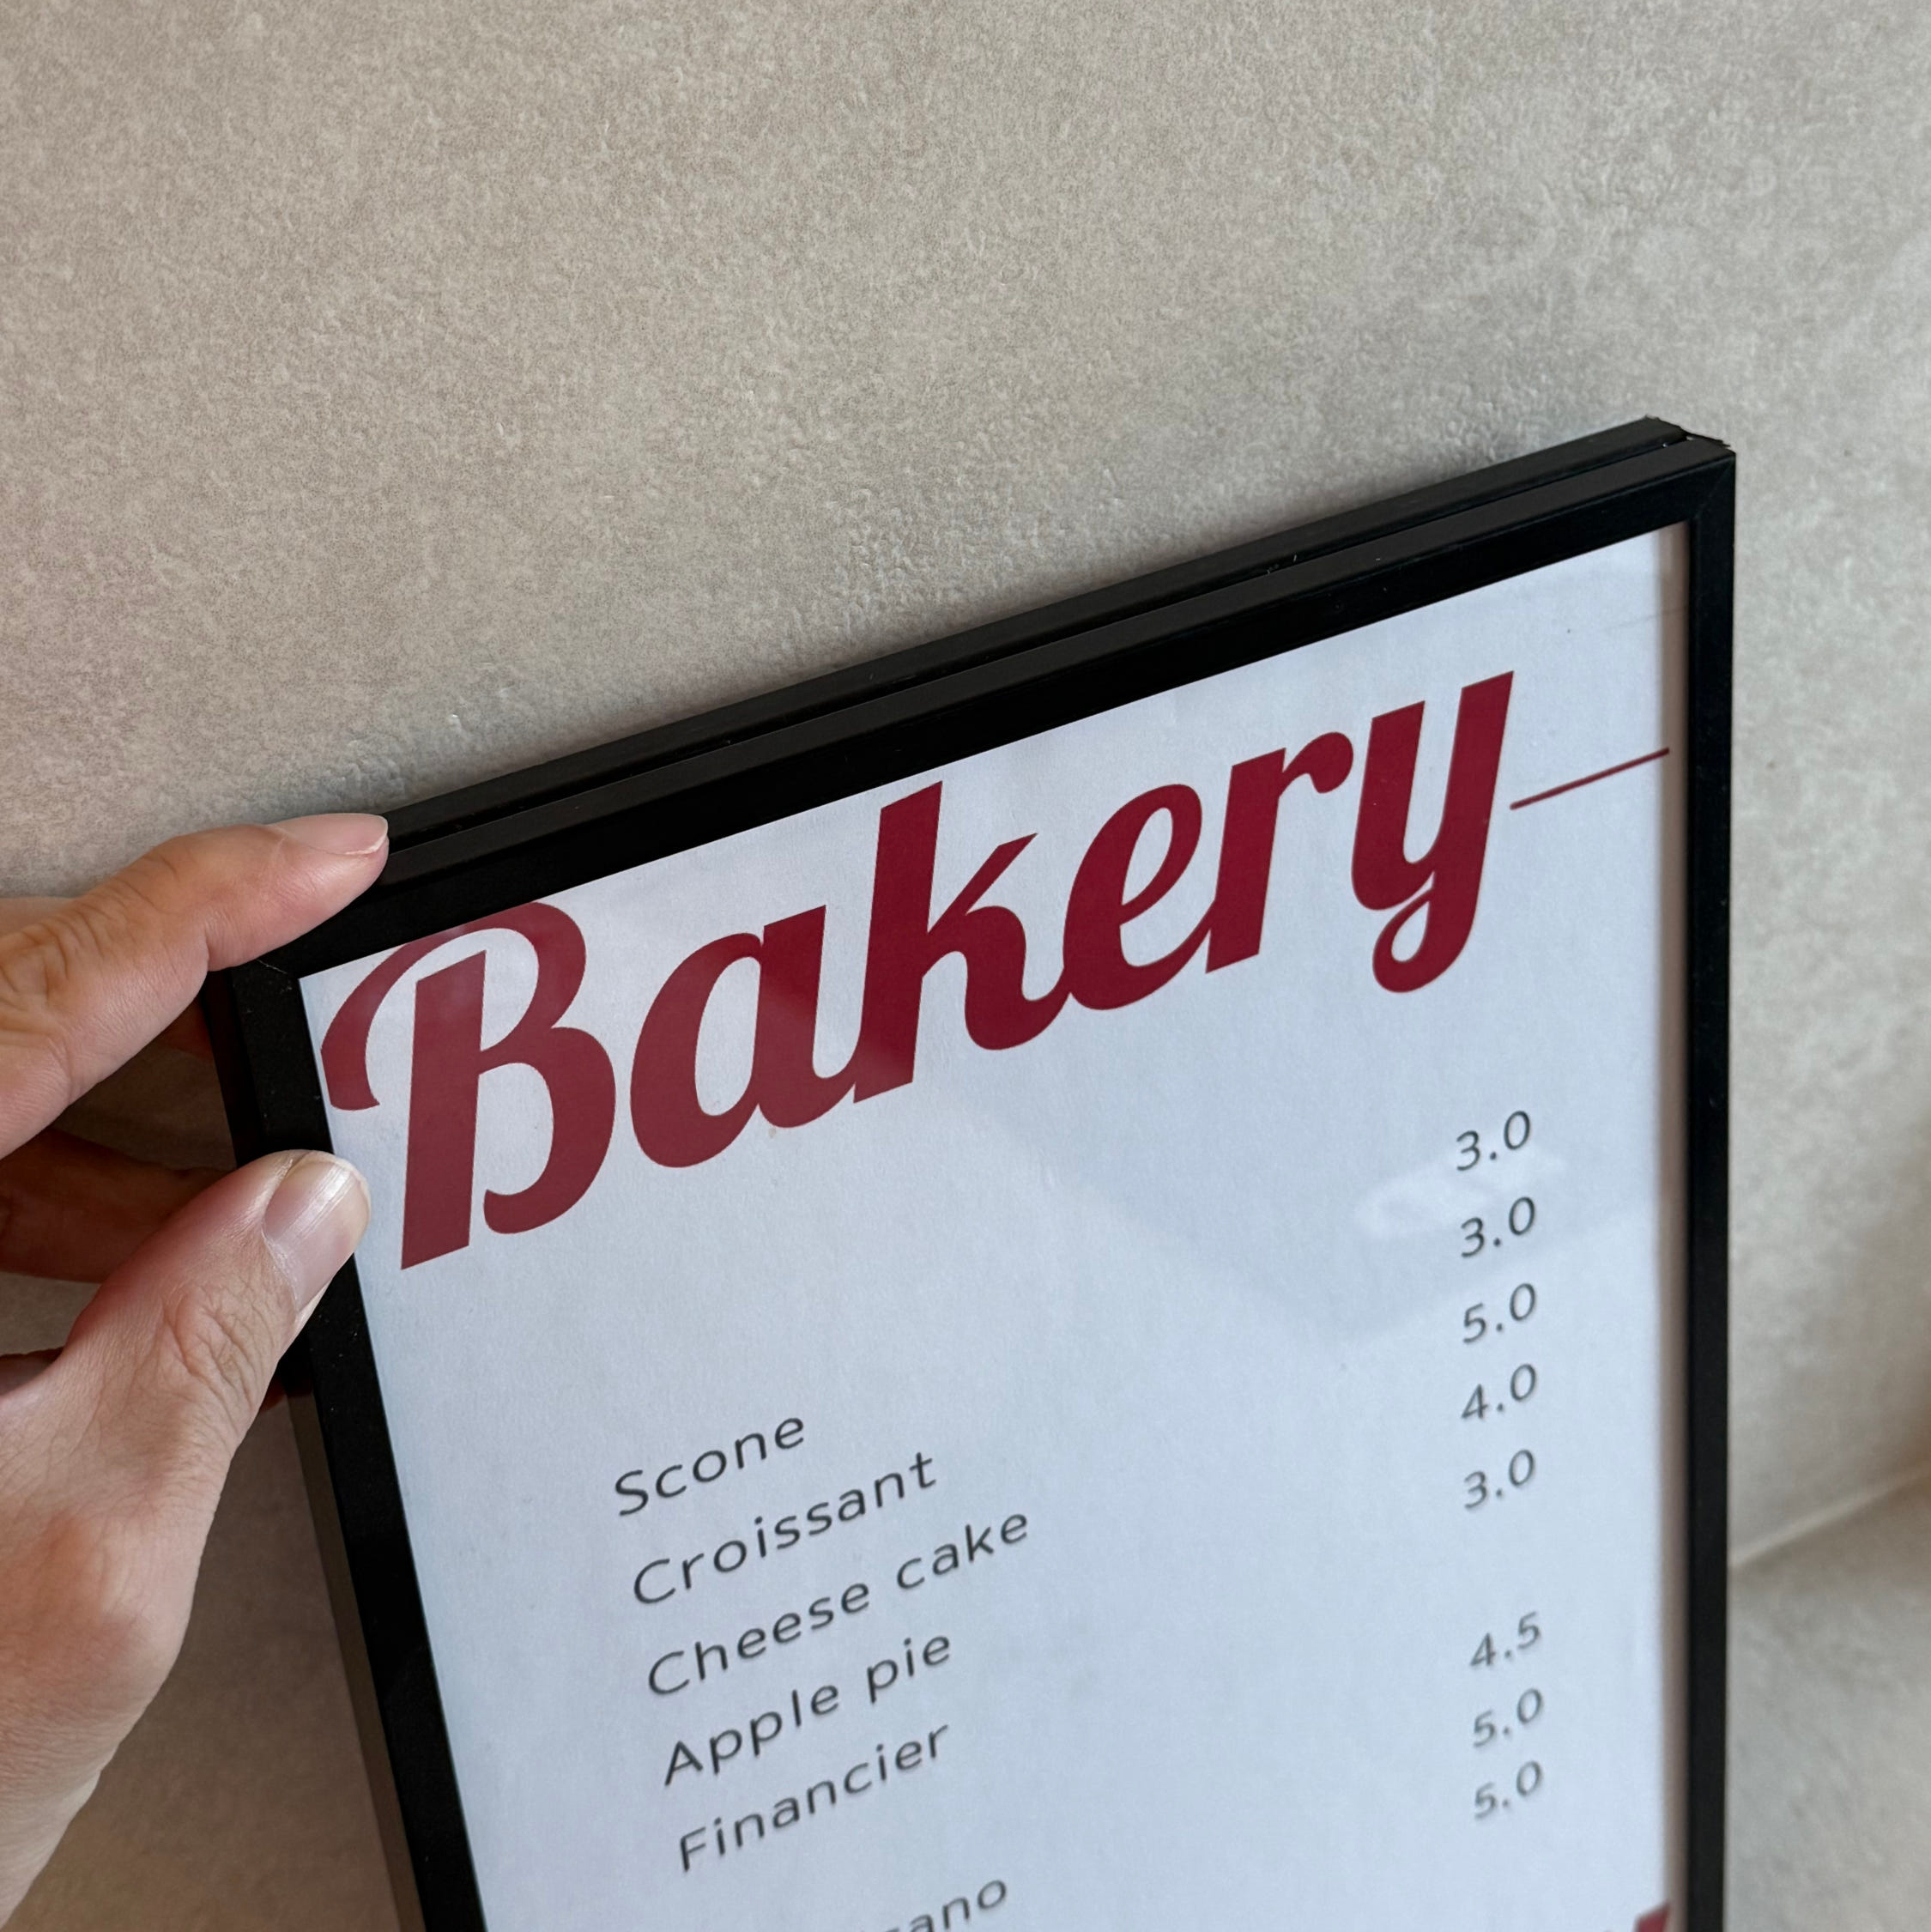 Bakery
Scone 3.0
Croissant 3.0
Cheese cake 5.0
Apple pie 4.0
Financier 3.0
4.5
5.0
5.0